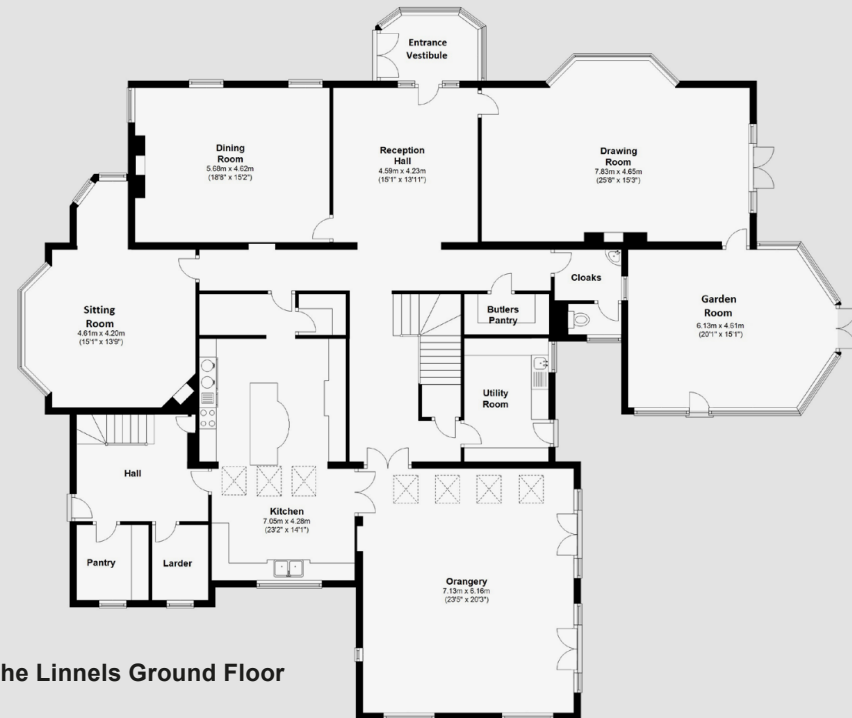 Entrance
Vestibule
Dining
Room
5.68m x 4.62m
(18'8" x 15'2")
Reception
Hall
4.59m x 4.23m
(15'1" x 13'11")
Drawing
Room
7.83m x 4.65m
(25'8" x 15'3")
Sitting
Room
4.61m x 4.20m
(15'1" x 13'9")
Cloaks
Butlers
Pantry
Garden
Room
6.13m x 4.61m
(20'1" x 15'1")
Utility
Room
Hall
Kitchen
7.05m x 4.28m
(23'2" x 14'1")
Pantry
Larder
Orangery
7.13m x 6.16m
(23'5" x 20'3")
he Linnels Ground Floor